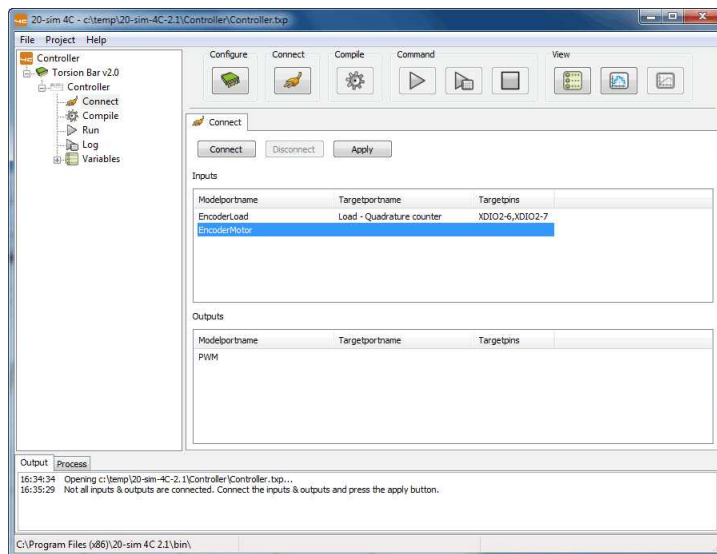 20-sim 4C - c:\temp\20-sim-4C-2.1\Controller\Controller.txp
File Project Help
Controller
Torsion Bar v2.0
Controller
Connect
Compile
Run
Log
Variables
Configure Connect Compile Command View
Connect
Connect Disconnect Apply
Inputs
Modelportname Targetportname Targetpins
EncoderLoad Load - Quadrature counter XDIO2-6,XDIO2-7
EncoderMotor
Outputs
Modelportname Targetportname Targetpins
PWM
Output Process
16:34:34 Opening c:\temp\20-sim-4C-2.1\Controller\Controller.txp...
16:35:29 Not all inputs & outputs are connected. Connect the inputs & outputs and press the apply button.
C:\Program Files (x86)\20-sim 4C 2.1\bin\